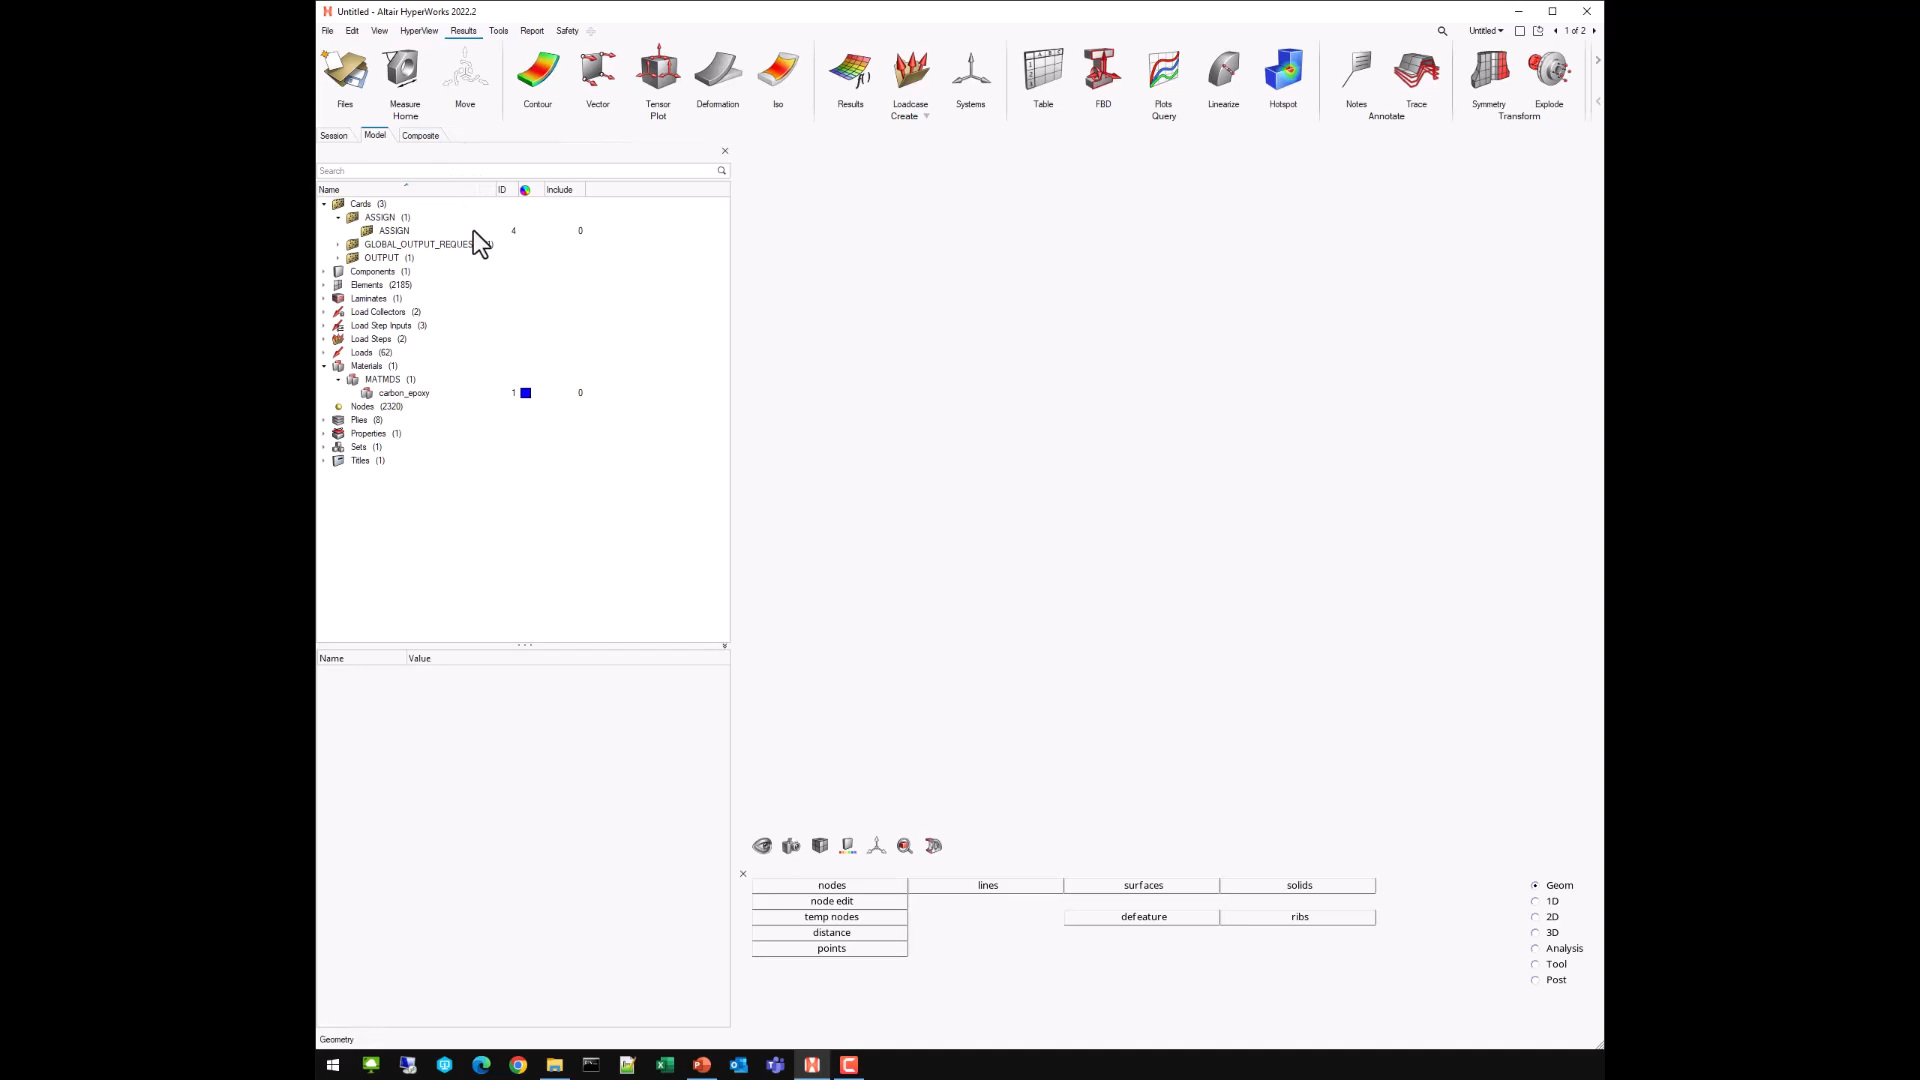 Untitled - Altair HyperWorks 2022.2
File Edit View HyperView Results Tools Report Safety Untitled 1 of 2
Files Measure Move Contour Vector Tensor Deformation Iso Results Loadcase Systems Table FBD Plots Linearize Hotspot Notes Trace Symmetry Explode
Home Plot Create Query Annotate Transform
Session Model Composite
Search
Name ID Include
Cards (3)
ASSIGN (1)
ASSIGN 4 0
GLOBAL_OUTPUT_REQUES
OUTPUT (1)
Components (1)
Elements (2185)
Laminates (1)
Load Collectors (2)
Load Step Inputs (3)
Load Steps (2)
Loads (62)
Materials (1)
MATMDS (1)
carbon_epoxy 1 0
Nodes (2320)
Plies (8)
Properties (1)
Sets (1)
Titles (1)
Name Value
nodes lines surfaces solids Geom
node edit 1D
temp nodes defeature ribs 2D
distance 3D
points Analysis
Tool
Post
Geometry